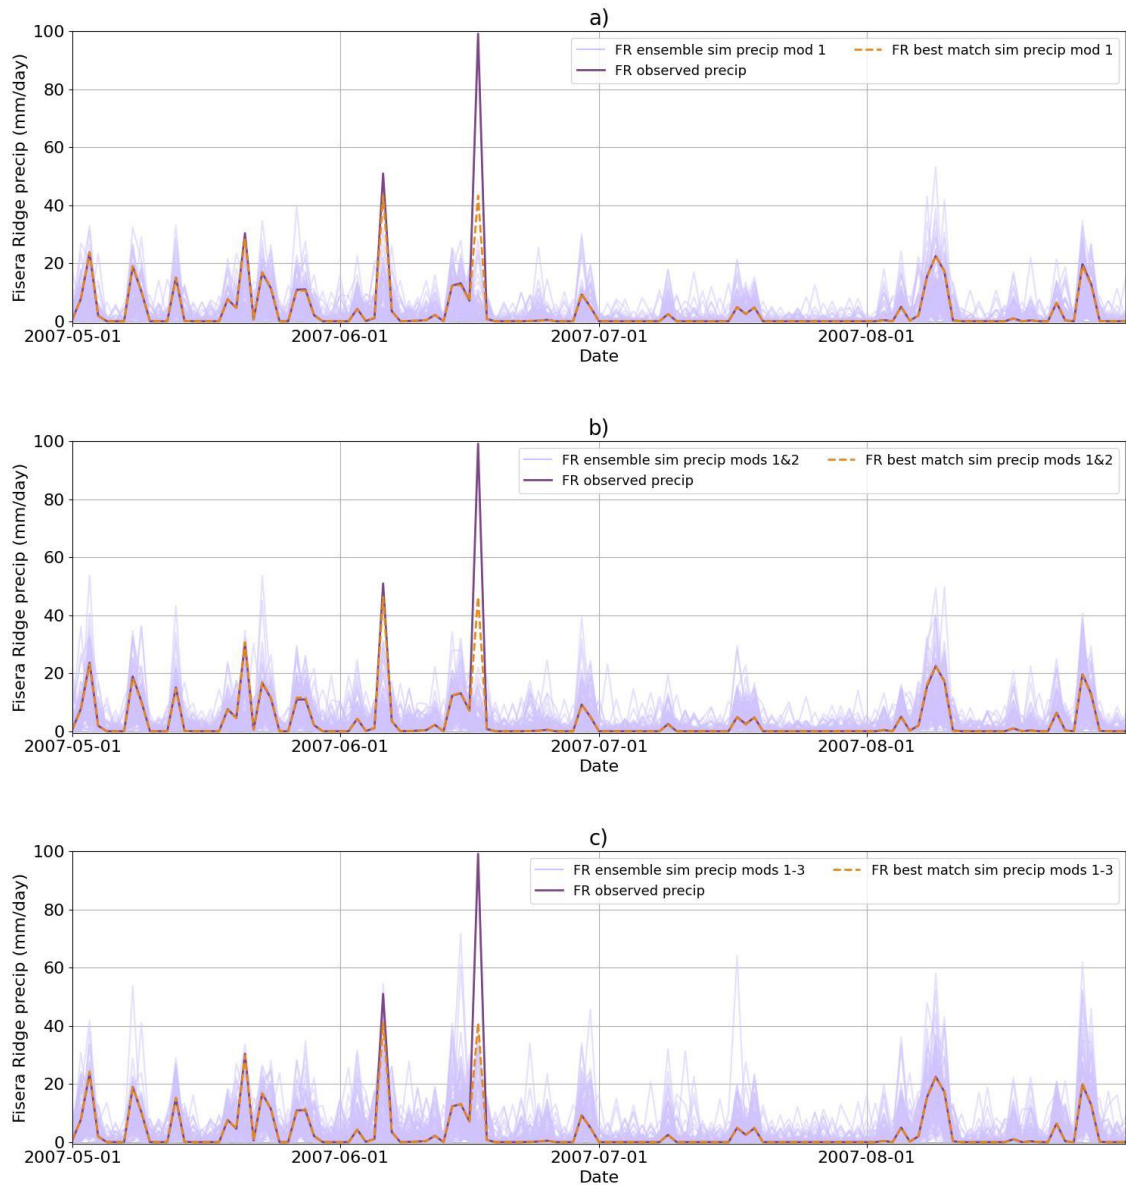 a)
FR ensemble sim precip mod 1
FR observed precip
FR best match sim precip mod 1
Fisera Ridge precip (mm/day)
100
80
60
40
20
0
2007-05-01
2007-06-01
2007-07-01
2007-08-01
Date
b)
FR ensemble sim precip mods 1&2
FR observed precip
FR best match sim precip mods 1&2
Fisera Ridge precip (mm/day)
100
80
60
40
20
0
2007-05-01
2007-06-01
2007-07-01
2007-08-01
Date
c)
FR ensemble sim precip mods 1-3
FR observed precip
FR best match sim precip mods 1-3
Fisera Ridge precip (mm/day)
100
80
60
40
20
0
2007-05-01
2007-06-01
2007-07-01
2007-08-01
Date